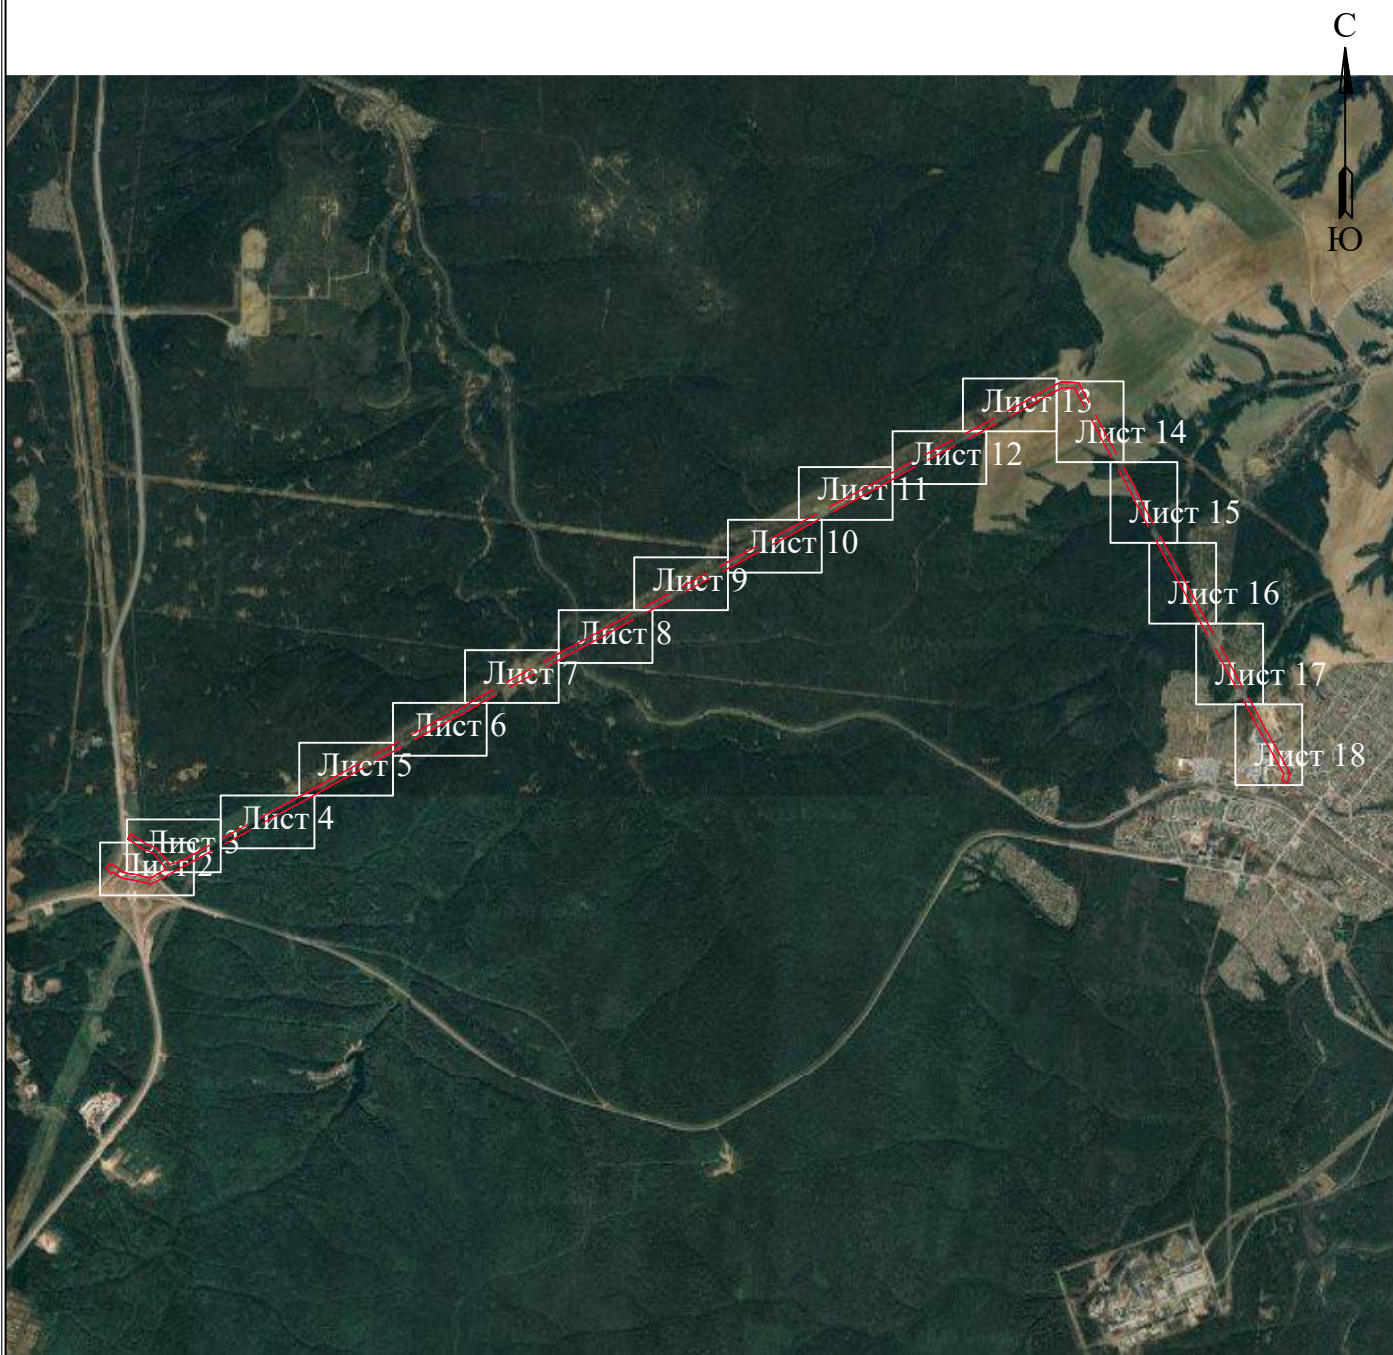 С
Ю
Лист 13
Лист 14
Лист 12
Лист 11
Лист 15
Лист 10
Лист 9
Лист 16
Лист 8
Лист 7
Лист 17
Лист 6
Лист 18
Лист 5
Лист 4
Лист 3
Лист 2